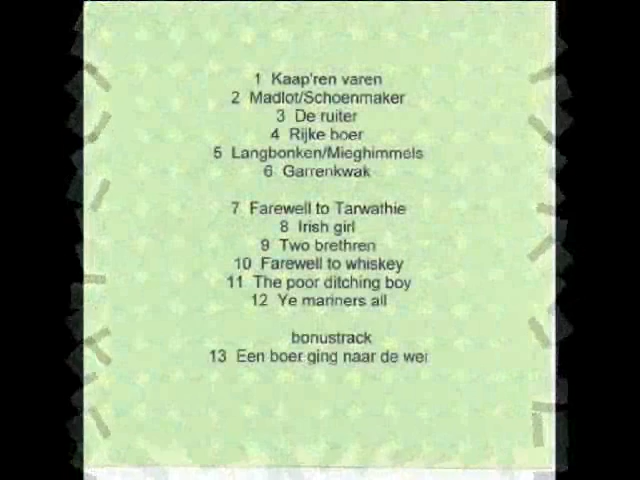 1 Kaap'ren varen
2 Madlot/Schoenmaker
3 De ruiter
4 Rijke boer
5 Langbonken/Mieghimmels
6 Garrenkwak
7 Farewell to Tarwathie
8 Irish girl
9 Two brethren
10 Farewell to whiskey
11 The poor ditching boy
12 Ye mariners all
bonustrack
13 Een boer ging naar de wei